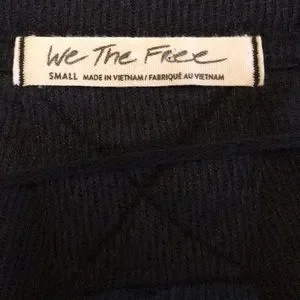 We The Free
SMALL MADE IN VIETNAM / FABRIQUÉ AU VIETNAM